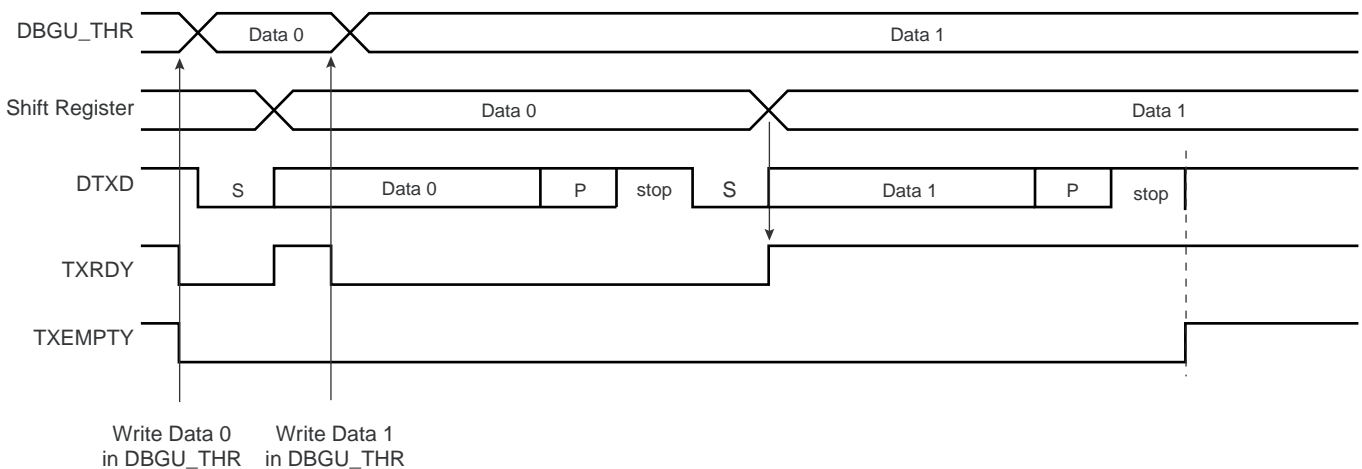 DBGU_THR Data 0 Data 1
Shift Register Data 0 Data 1
DTXD S Data 0 P stop S Data 1 P stop
TXRDY
TXEMPTY
Write Data 0 Write Data 1
in DBGU_THR in DBGU_THR